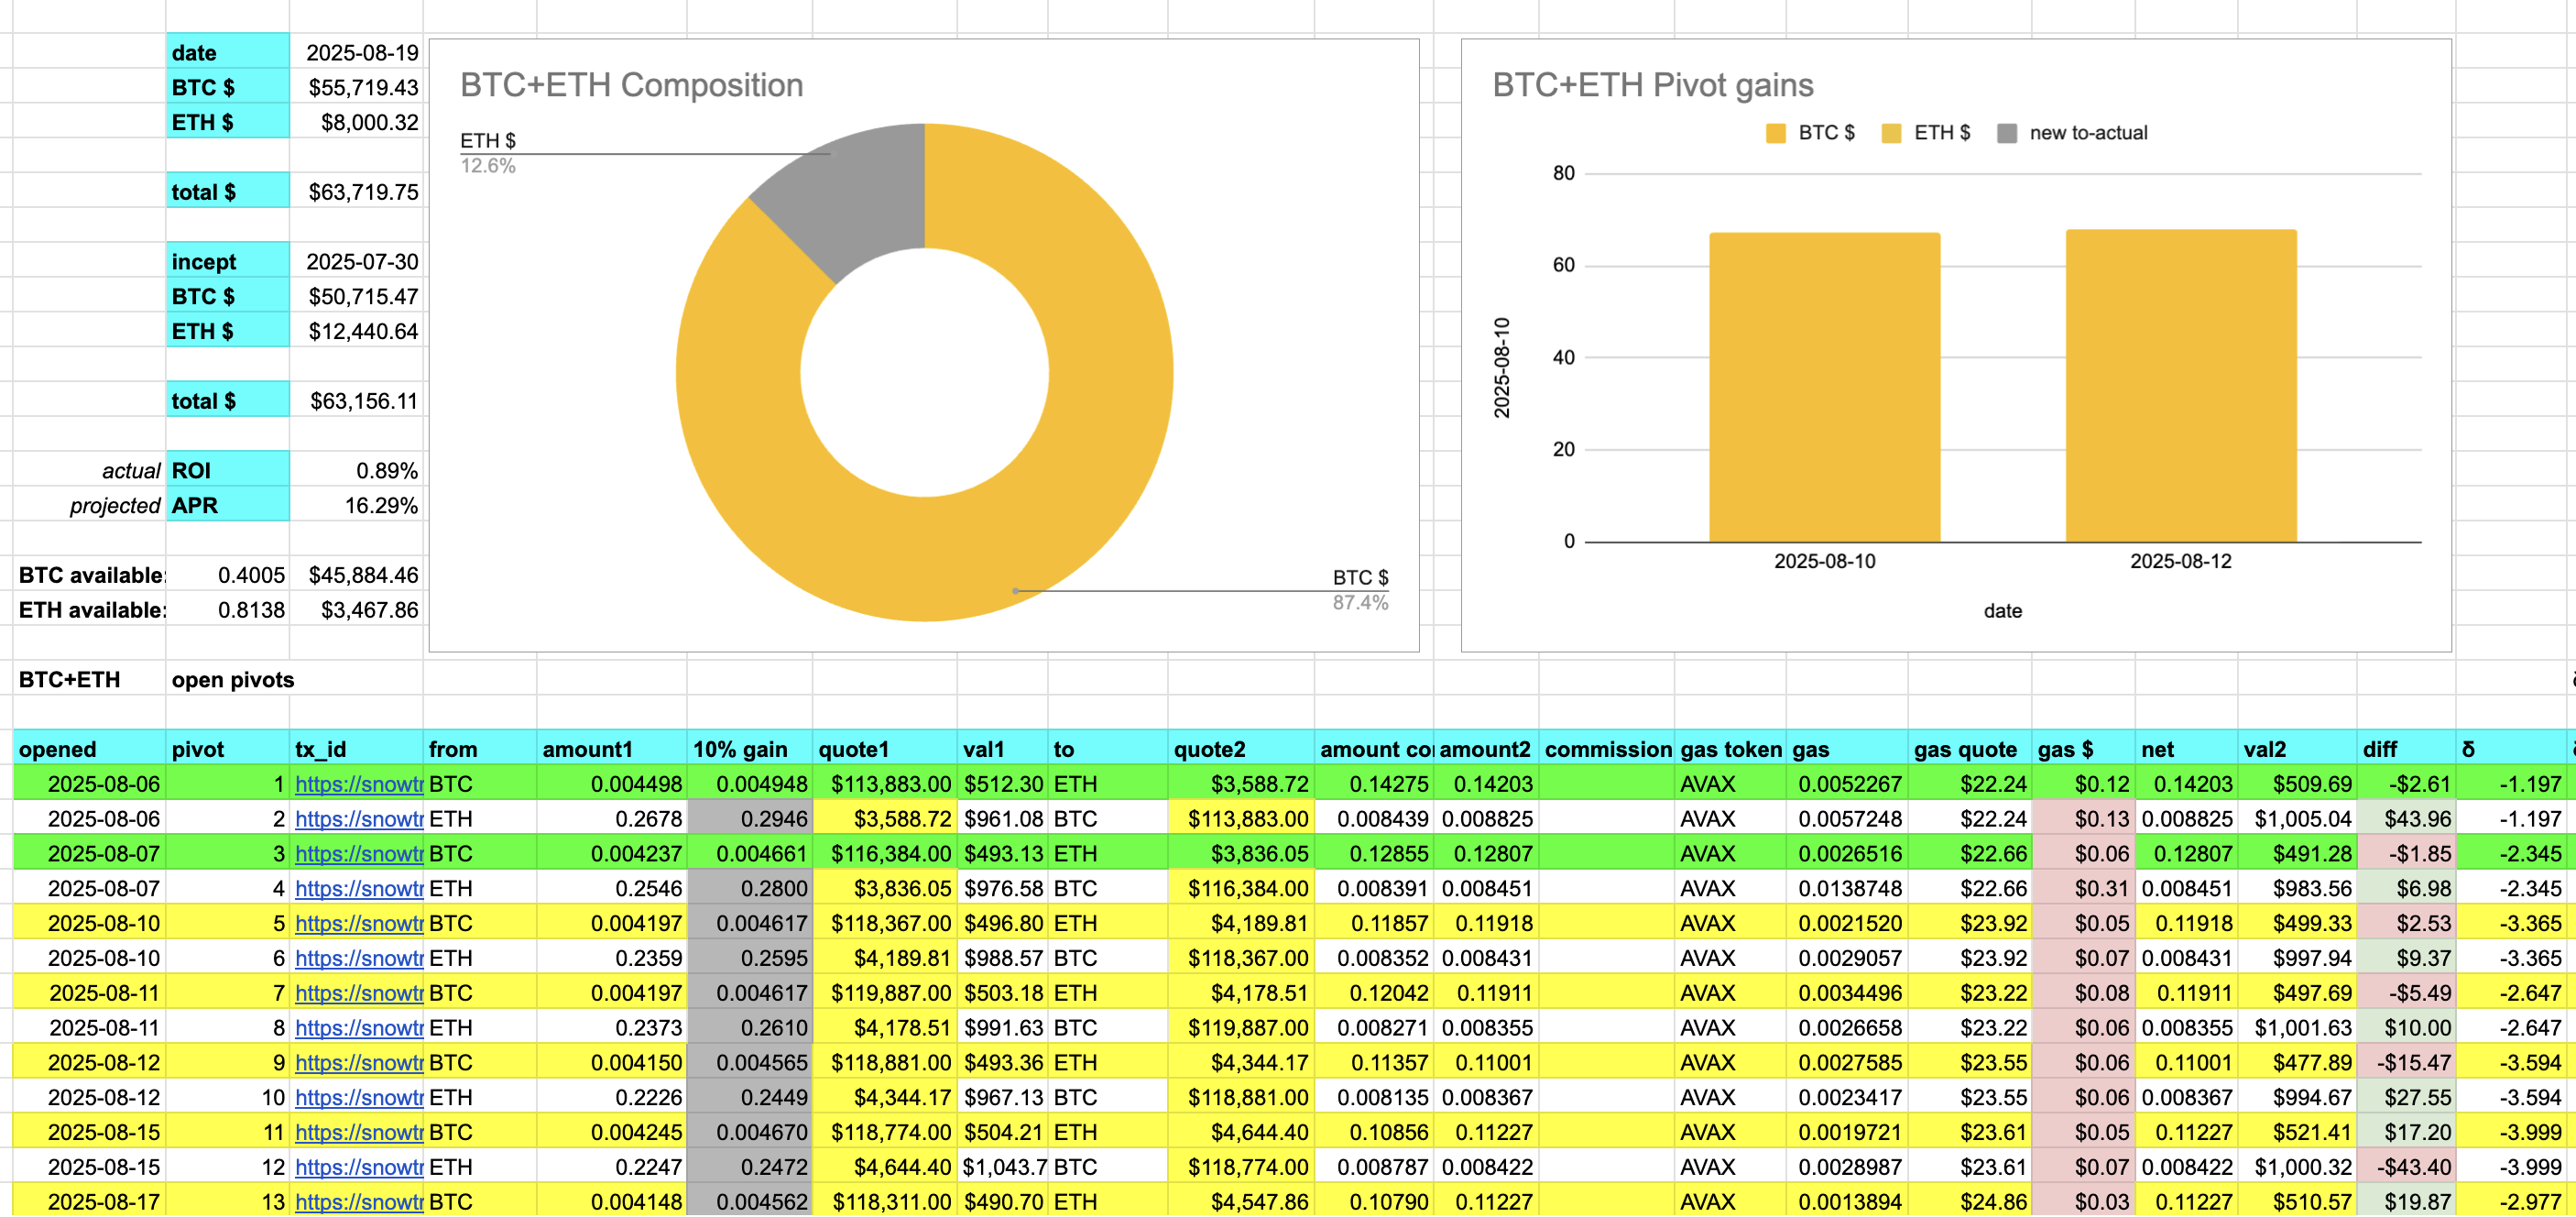 date 2025-08-19
BTC $ $55,719.43
ETH $ $8,000.32
total $ $63,719.75
incept 2025-07-30
BTC $ $50,715.47
ETH $ $12,440.64
total $ $63,156.11
actual ROI 0.89%
projected APR 16.29%
BTC available: 0.4005 $45,884.46
ETH available: 0.8138 $3,467.86
BTC+ETH Composition
ETH $
12.6%
BTC $
87.4%
BTC+ETH Pivot gains
BTC $ ETH $ new to-actual
80
60
40
20
0
2025-08-10
2025-08-10 2025-08-12
date
BTC+ETH open pivots
opened pivot tx_id from amount1 10% gain quote1 val1 to quote2 amount co amount2 commission gas token gas gas quote gas $ net val2 diff δ
2025-08-06 1 https://snowtr BTC 0.004498 0.004948 $113,883.00 $512.30 ETH $3,588.72 0.14275 0.14203 AVAX 0.0052267 $22.24 $0.12 0.14203 $509.69 -$2.61 -1.197
2025-08-06 2 https://snowtr ETH 0.2678 0.2946 $3,588.72 $961.08 BTC $113,883.00 0.008439 0.008825 AVAX 0.0057248 $22.24 $0.13 0.008825 $1,005.04 $43.96 -1.197
2025-08-07 3 https://snowtr BTC 0.004237 0.004661 $116,384.00 $493.13 ETH $3,836.05 0.12855 0.12807 AVAX 0.0026516 $22.66 $0.06 0.12807 $491.28 -$1.85 -2.345
2025-08-07 4 https://snowtr ETH 0.2546 0.2800 $3,836.05 $976.58 BTC $116,384.00 0.008391 0.008451 AVAX 0.0138748 $22.66 $0.31 0.008451 $983.56 $6.98 -2.345
2025-08-10 5 https://snowtr BTC 0.004197 0.004617 $118,367.00 $496.80 ETH $4,189.81 0.11857 0.11918 AVAX 0.0021520 $23.92 $0.05 0.11918 $499.33 $2.53 -3.365
2025-08-10 6 https://snowtr ETH 0.2359 0.2595 $4,189.81 $988.57 BTC $118,367.00 0.008352 0.008431 AVAX 0.0029057 $23.92 $0.07 0.008431 $997.94 $9.37 -3.365
2025-08-11 7 https://snowtr BTC 0.004197 0.004617 $119,887.00 $503.18 ETH $4,178.51 0.12042 0.11911 AVAX 0.0034496 $23.22 $0.08 0.11911 $497.69 -$5.49 -2.647
2025-08-11 8 https://snowtr ETH 0.2373 0.2610 $4,178.51 $991.63 BTC $119,887.00 0.008271 0.008355 AVAX 0.0026658 $23.22 $0.06 0.008355 $1,001.63 $10.00 -2.647
2025-08-12 9 https://snowtr BTC 0.004150 0.004565 $118,881.00 $493.36 ETH $4,344.17 0.11357 0.11001 AVAX 0.0027585 $23.55 $0.06 0.11001 $477.89 -$15.47 -3.594
2025-08-12 10 https://snowtr ETH 0.2226 0.2449 $4,344.17 $967.13 BTC $118,881.00 0.008135 0.008367 AVAX 0.0023417 $23.55 $0.06 0.008367 $994.67 $27.55 -3.594
2025-08-15 11 https://snowtr BTC 0.004245 0.004670 $118,774.00 $504.21 ETH $4,644.40 0.10856 0.11227 AVAX 0.0019721 $23.61 $0.05 0.11227 $521.41 $17.20 -3.999
2025-08-15 12 https://snowtr ETH 0.2247 0.2472 $4,644.40 $1,043.7 BTC $118,774.00 0.008787 0.008422 AVAX 0.0028987 $23.61 $0.07 0.008422 $1,000.32 -$43.40 -3.999
2025-08-17 13 https://snowtr BTC 0.004148 0.004562 $118,311.00 $490.70 ETH $4,547.86 0.10790 0.11227 AVAX 0.0013894 $24.86 $0.03 0.11227 $510.57 $19.87 -2.977